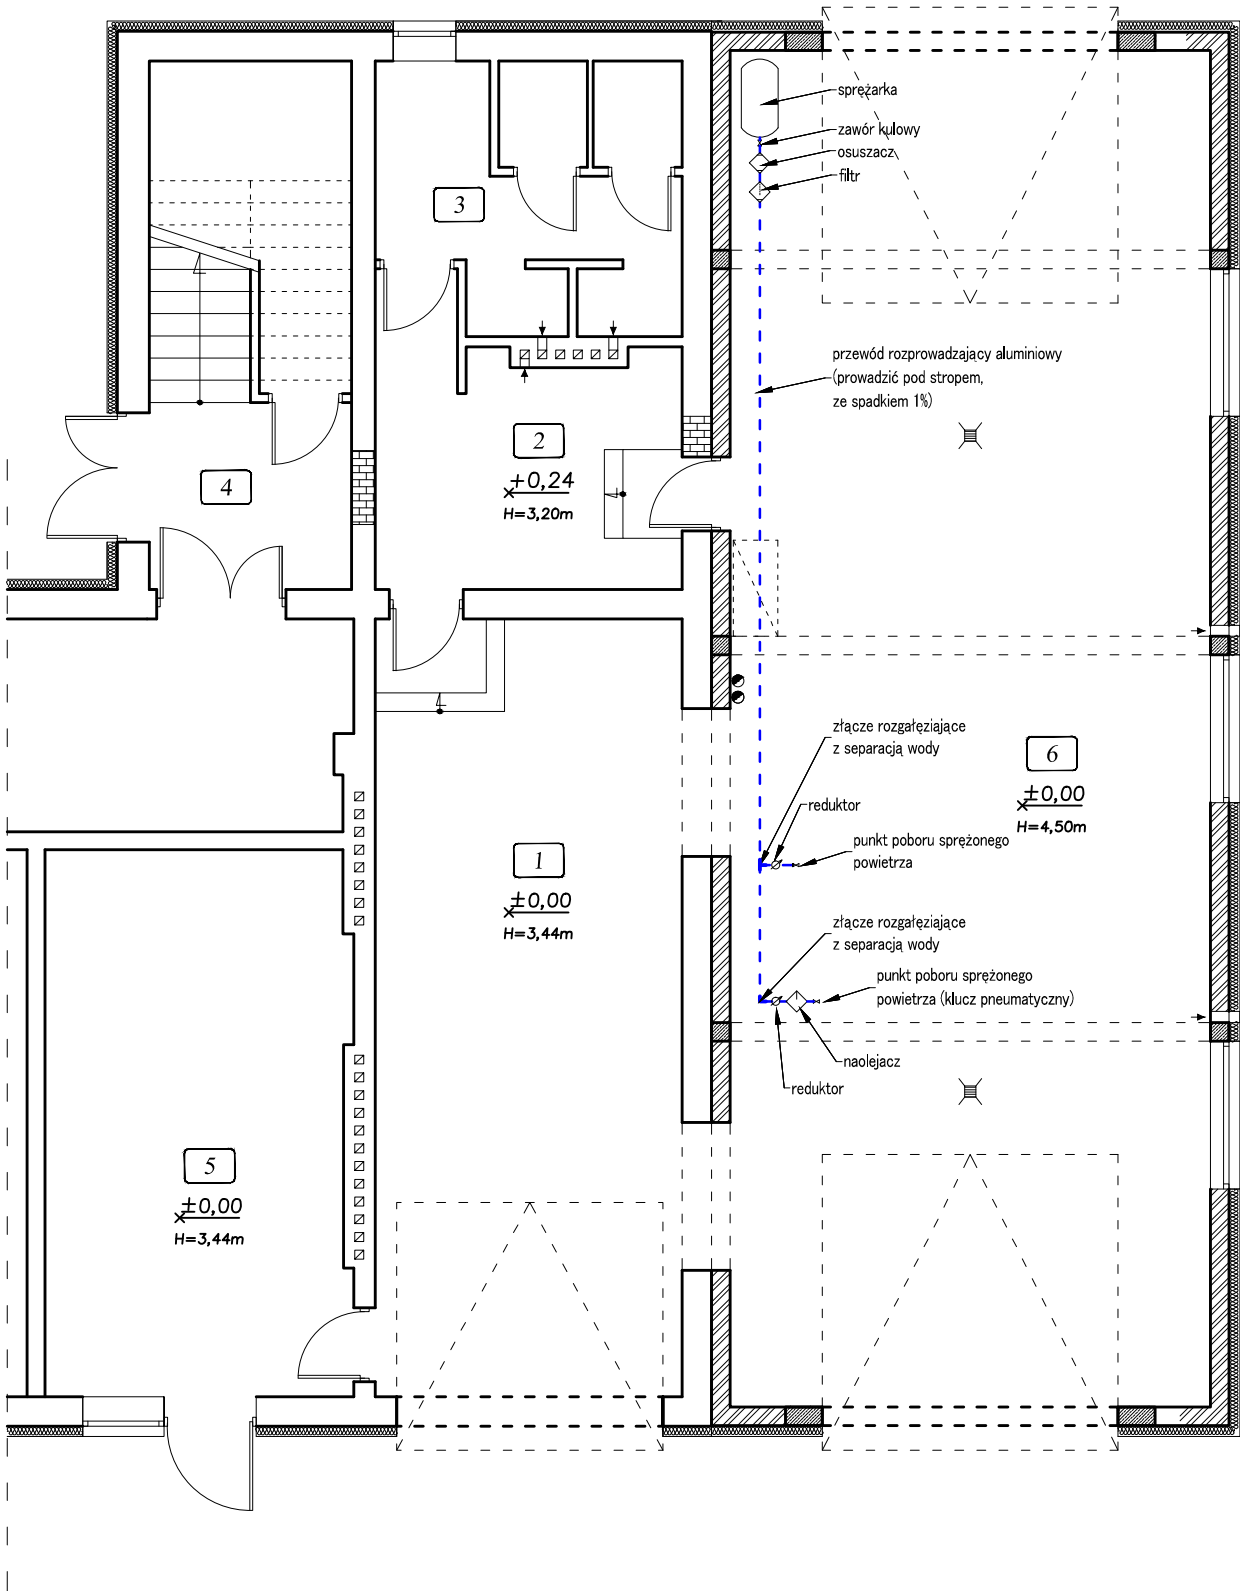 sprężarka
zawór kulowy
osuszacz
filtr
3
przewód rozprowadzający aluminiowy
(prowadzić pod stropem,
ze spadkiem 1%)
2
+0,24
H=3,20m
4
złącze rozgałęziające
z separacją wody
6
±0,00
H=4,50m
reduktor
punkt poboru sprężonego
powietrza
1
±0,00
H=3,44m
złącze rozgałęziające
z separacją wody
punkt poboru sprężonego
powietrza (klucz pneumatyczny)
naolejacz
reduktor
5
±0,00
H=3,44m